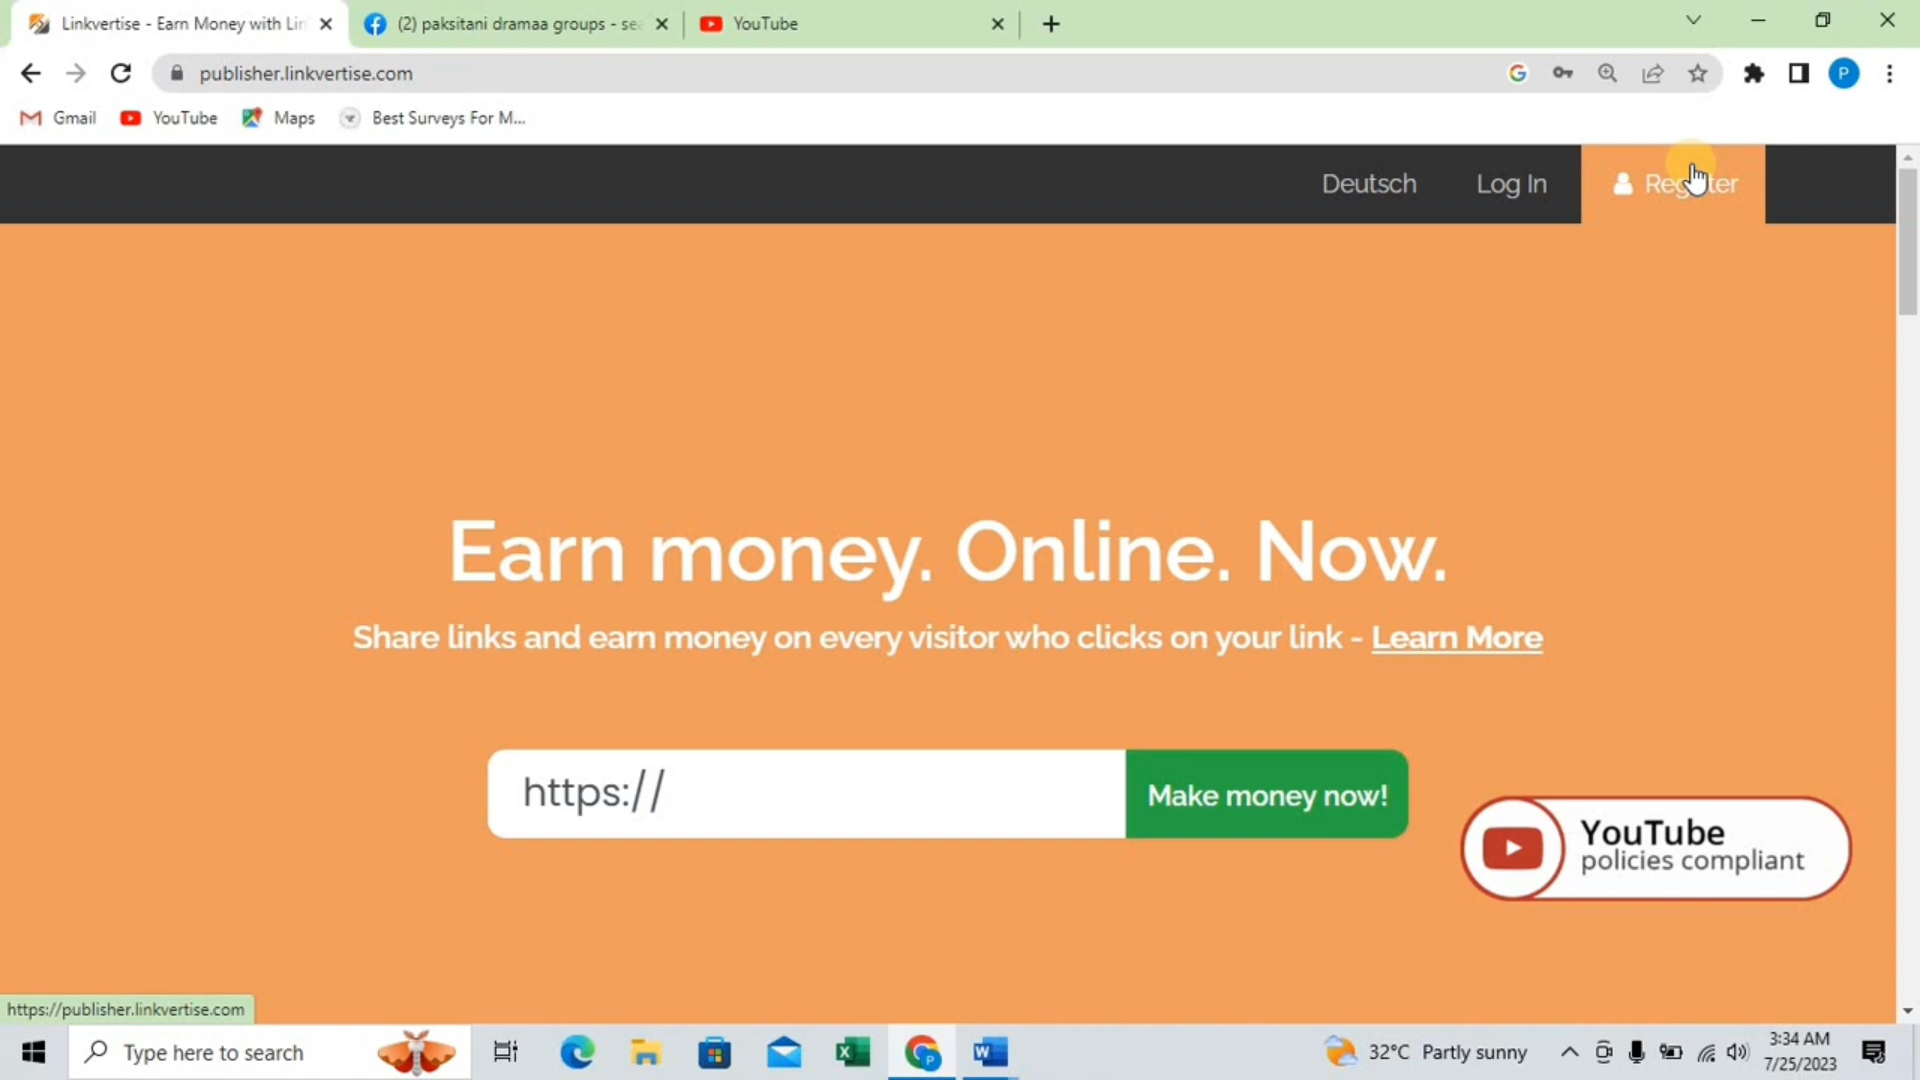 Linkvertise - Earn Money with Lin
(2) paksitani dramaa groups - sea
YouTube
publisher.linkvertise.com
P
Gmail
YouTube
Maps
Best Surveys For M...
Deutsch
Log In
Register
Earn money. Online. Now.
Share links and earn money on every visitor who clicks on your link - Learn More
https://
Make money now!
YouTube
policies compliant
https://publisher.linkvertise.com
Type here to search
32°C Partly sunny
3:34 AM
7/25/2023